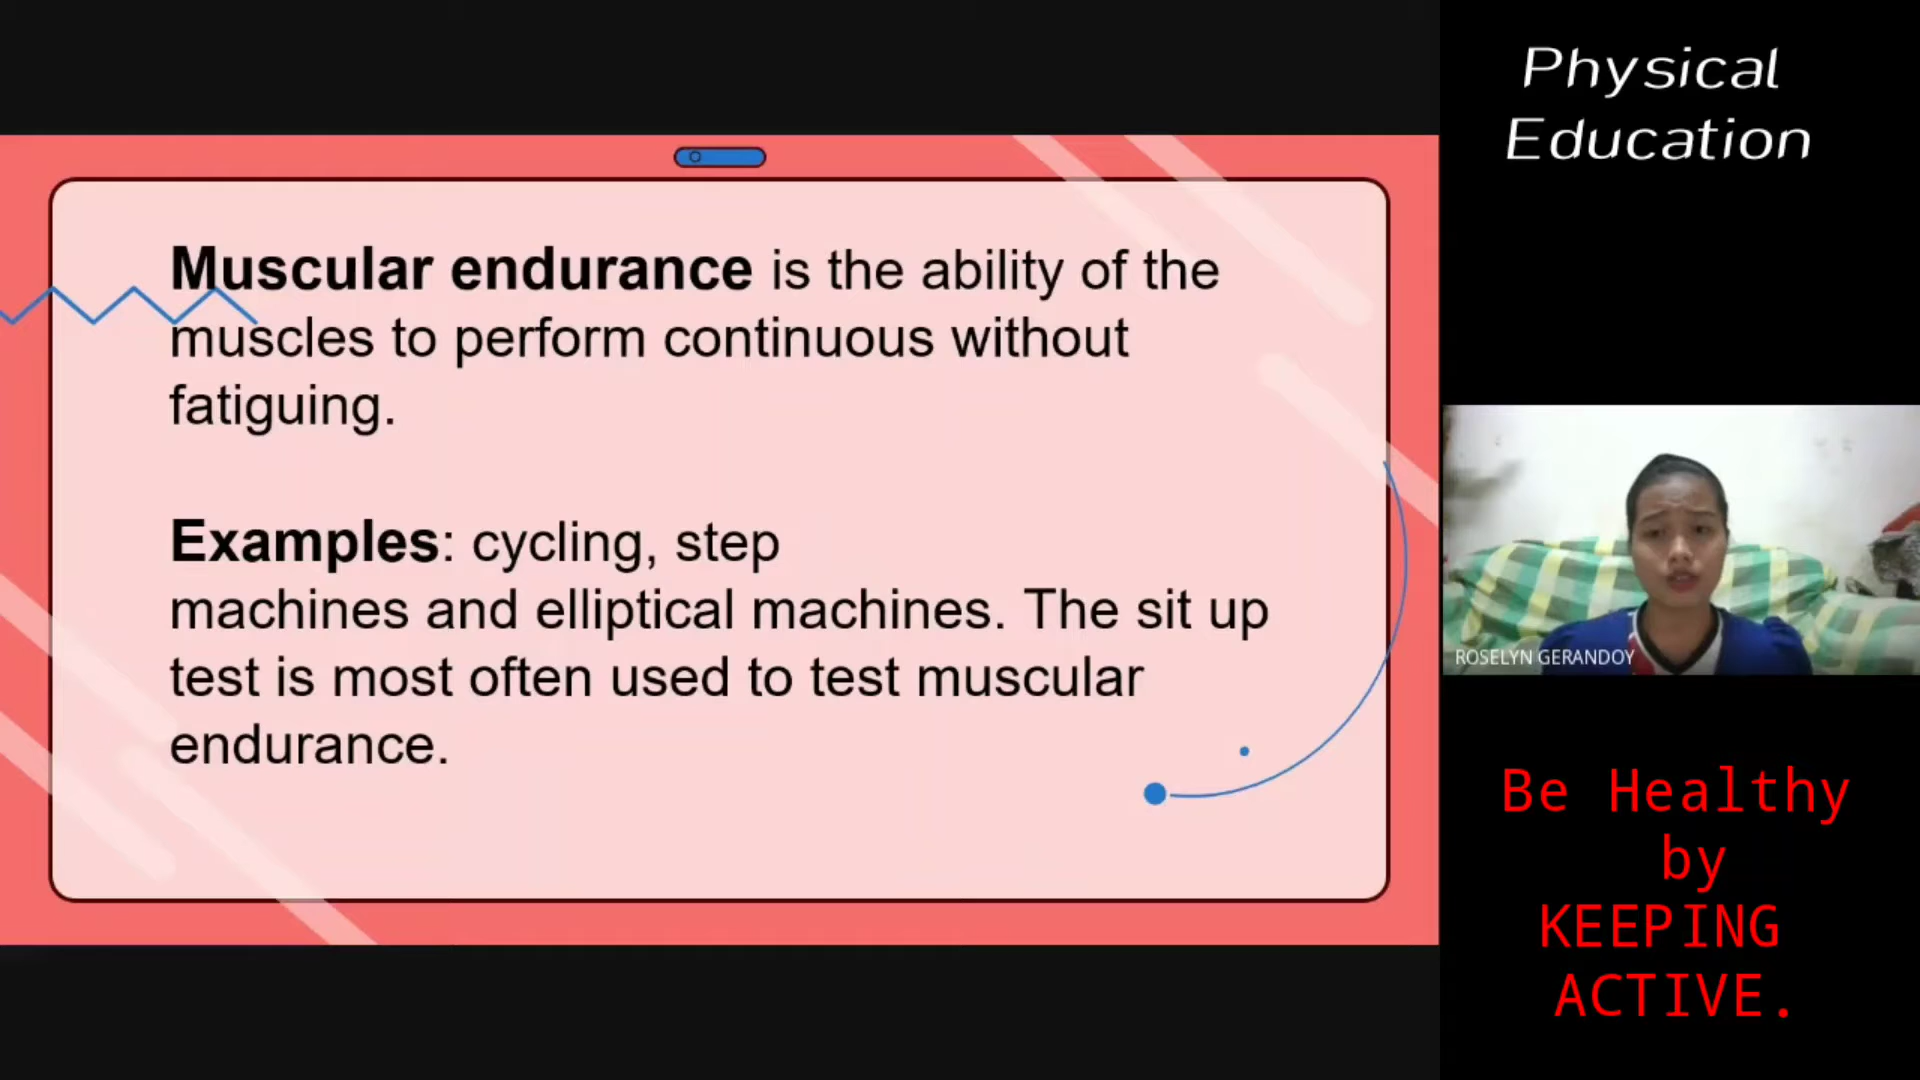 Physical
Education
Muscular endurance is the ability of the
muscles to perform continuous without
fatiguing.
Examples: cycling, step
machines and elliptical machines. The sit up
test is most often used to test muscular
endurance.
ROSELYN GERANDOY
Be Healthy
by
KEEPING
ACTIVE.